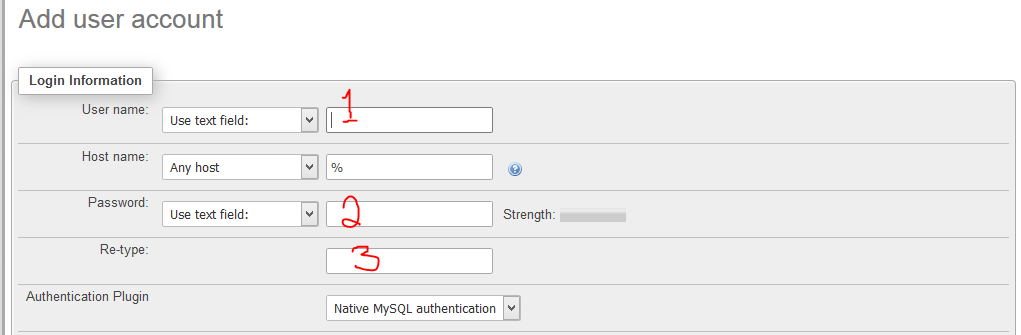 Add user account
Login Information
User name: Use text field: 1
Host name: Any host %
Password: Use text field: 2 Strength:
Re-type: 3
Authentication Plugin Native MySQL authentication